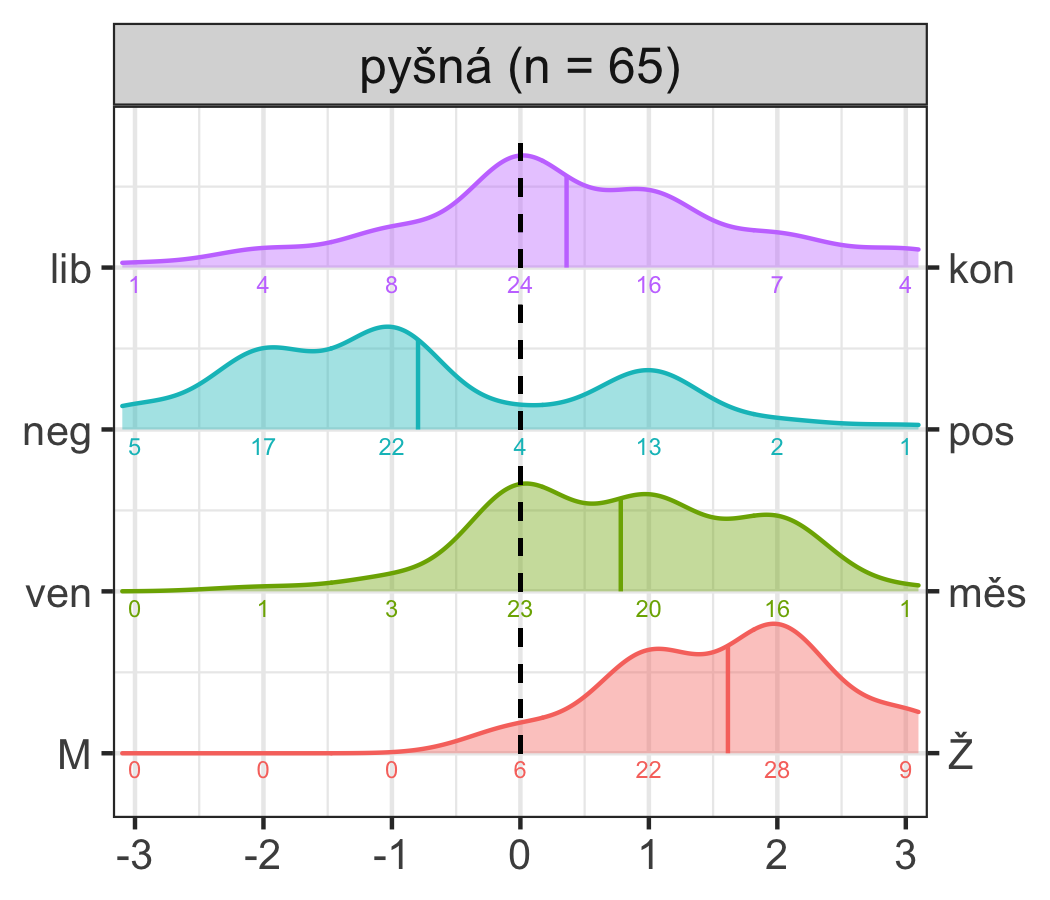 pyšná (n = 65)
lib kon
1 4 8 24 16 7 4
neg pos
5 17 22 4 13 2 1
ven měs
0 1 3 23 20 16 1
M Ž
0 0 0 6 22 28 9
-3 -2 -1 0 1 2 3